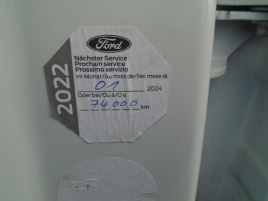 Ford
2022
Nächster Service
Prochain service
Prossimo servizio
Im Monat/Au mois de/Nel mese di
01 2024
Oder bei/Ou à/O a
74000 km